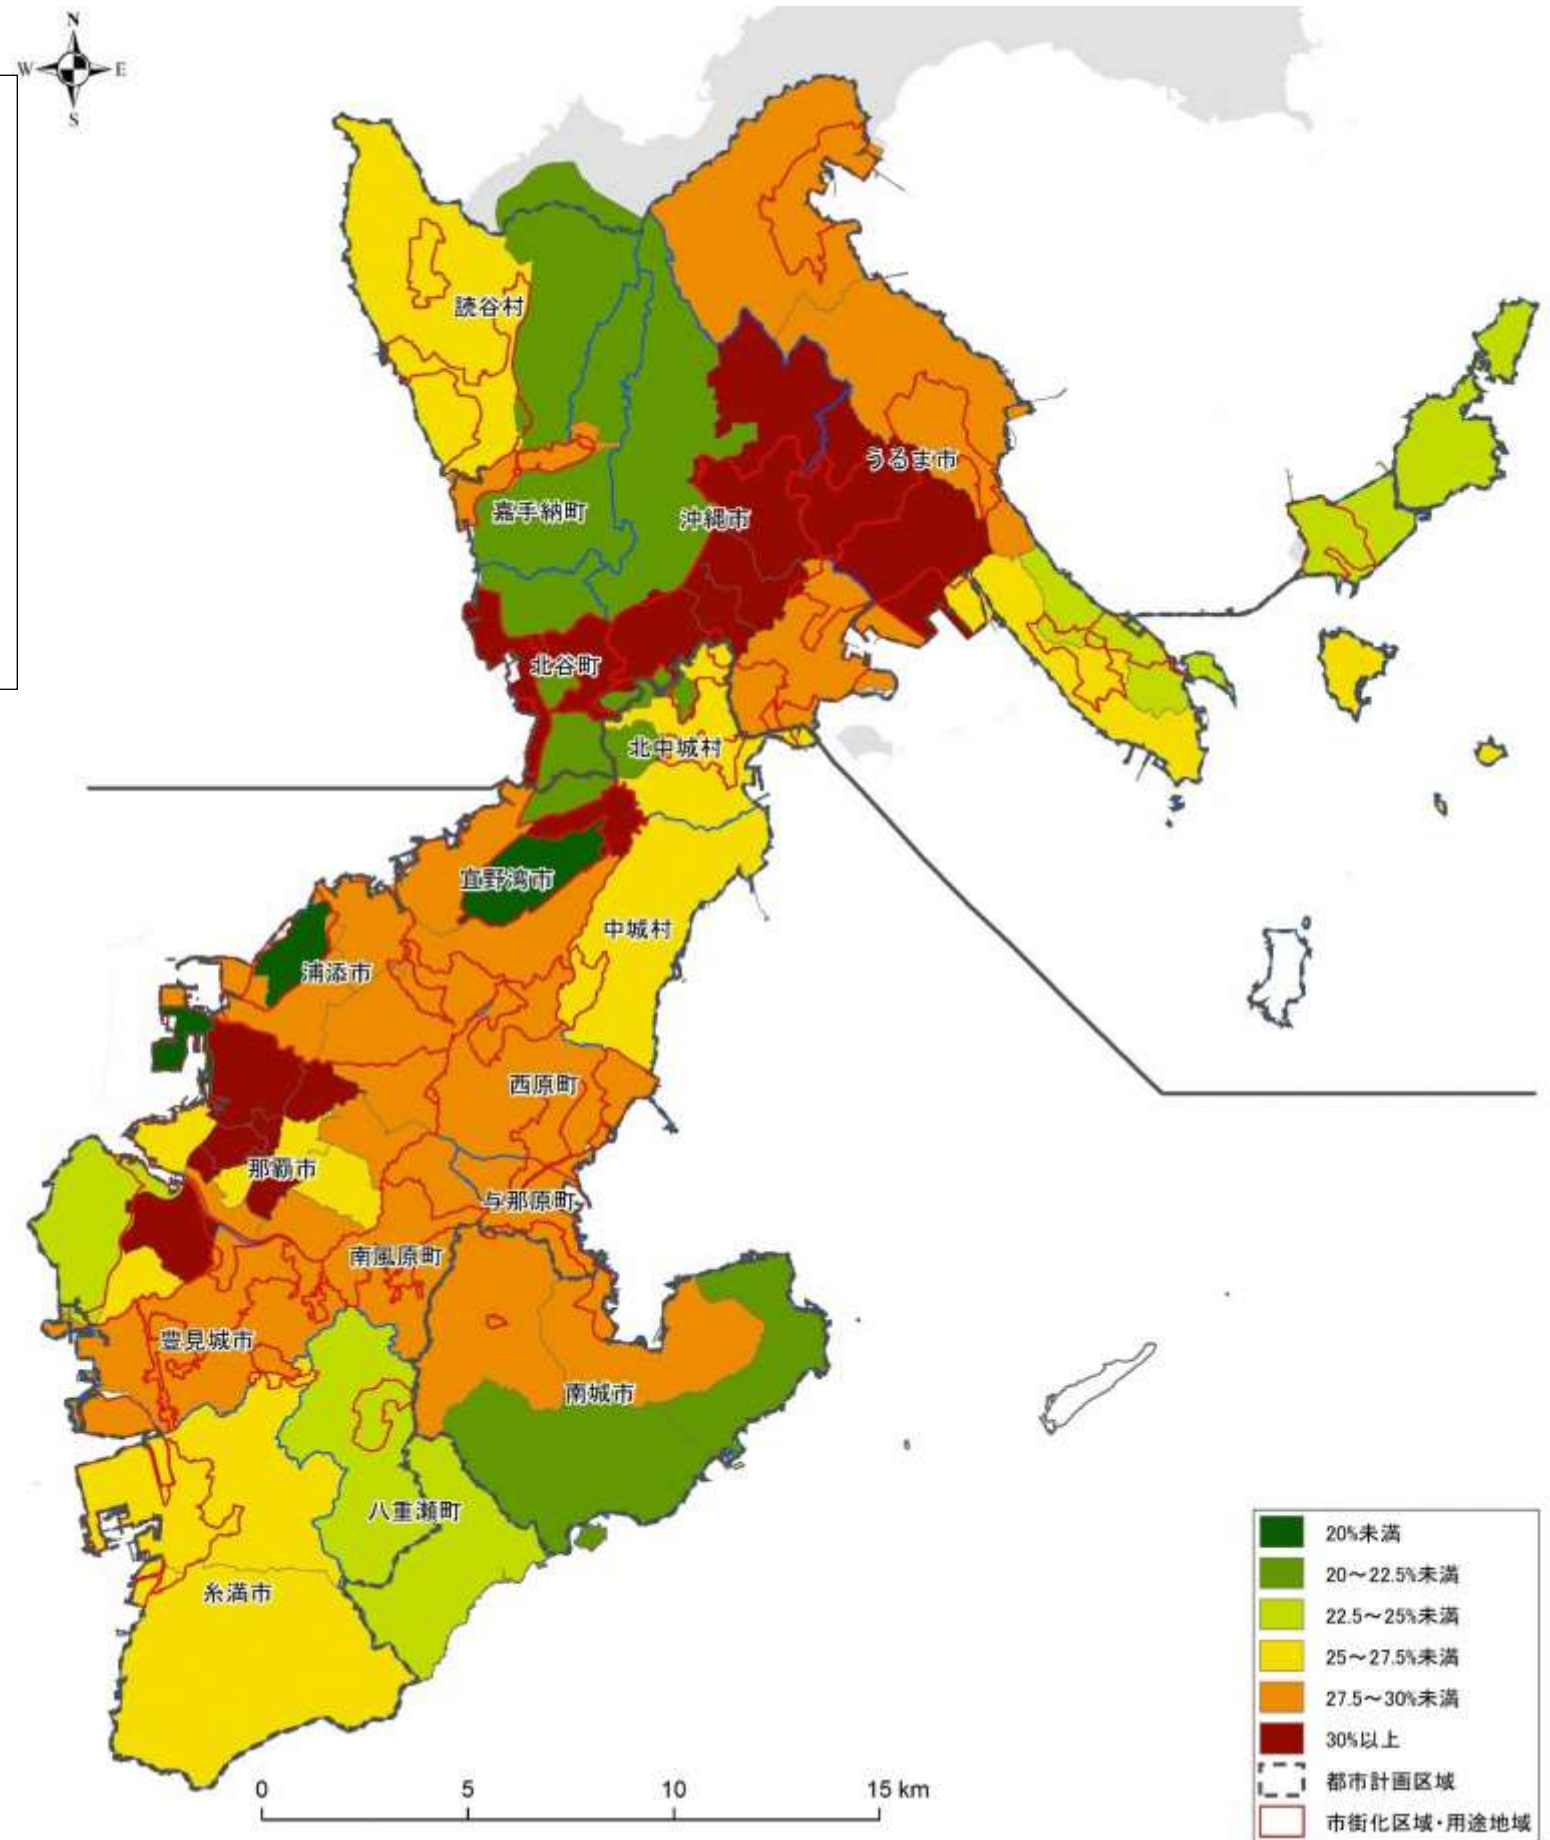 N
W E
S
読谷村
うるま市
嘉手納町
沖縄市
北谷町
北中城村
宜野湾市
中城村
浦添市
西原町
那覇市
与那原町
南風原町
豊見城市
南城市
八重瀬町
糸満市
0 5 10 15 km
20%未満
20～22.5%未満
22.5～25%未満
25～27.5%未満
27.5～30%未満
30%以上
都市計画区域
市街化区域・用途地域